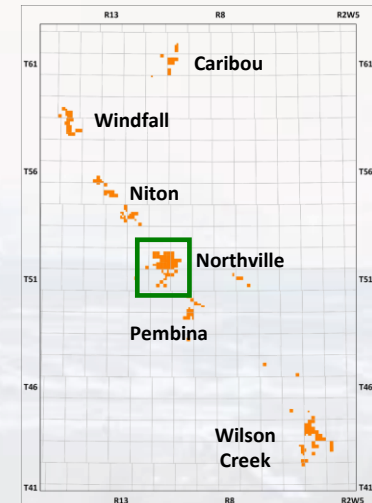 R13 R8 R2W5
T61 T61
Caribou
Windfall
T56 T56
Niton
Northville
T51 T51
Pembina
T46 T46
Wilson
Creek
T41 T41
R13 R8 R2W5